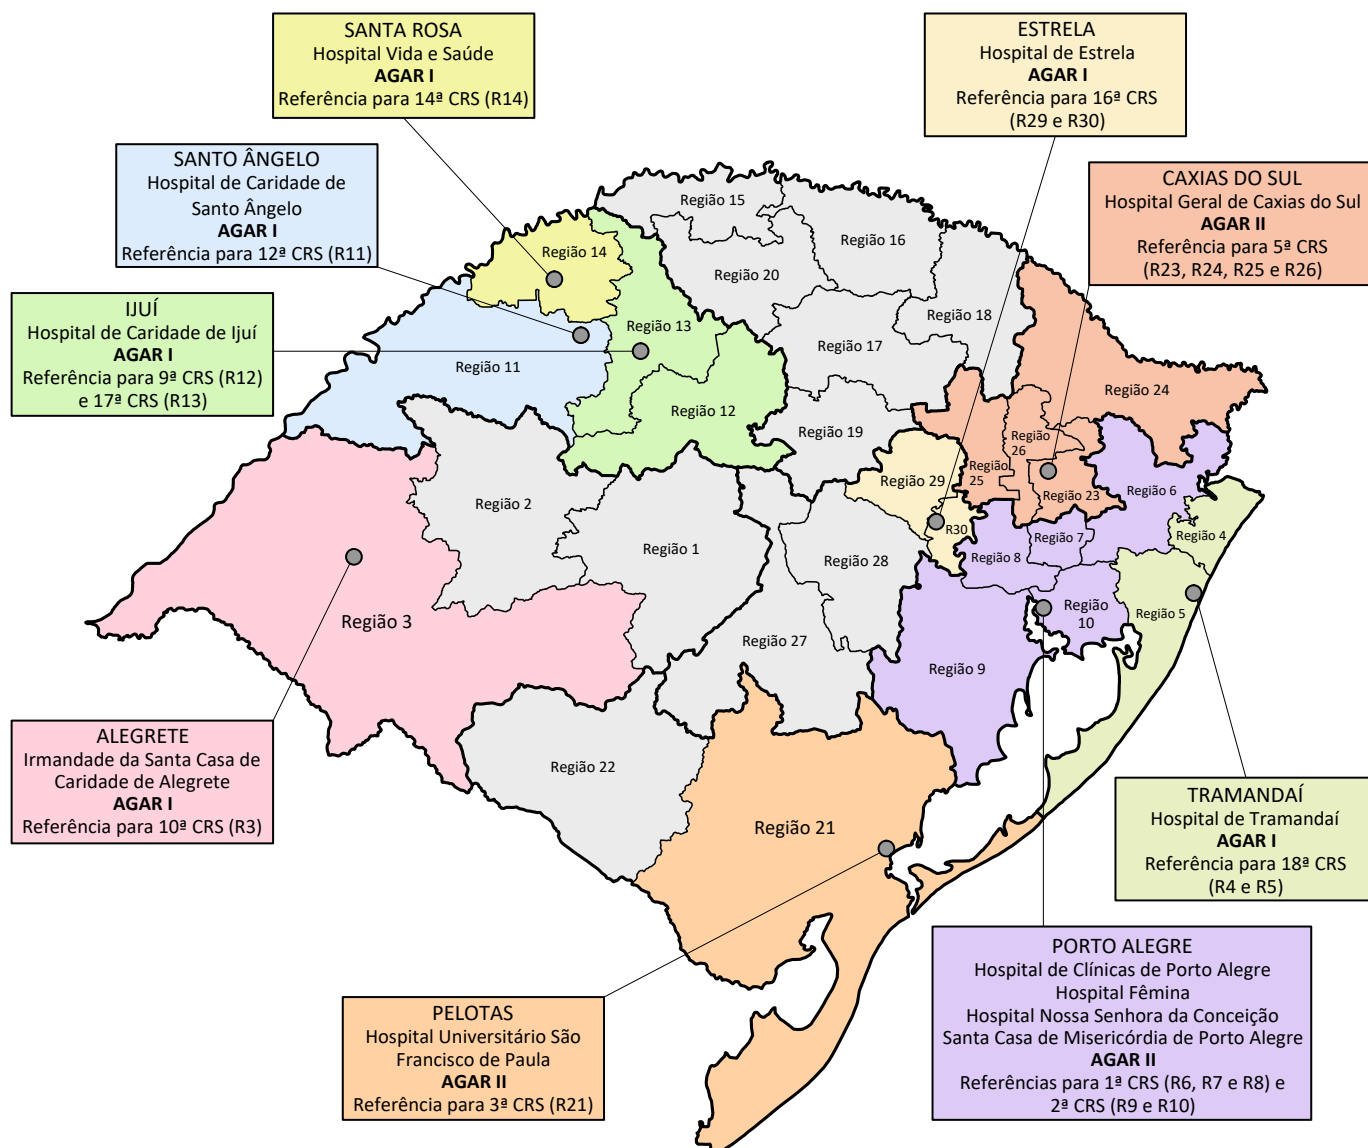 SANTA ROSA
Hospital Vida e Saúde
AGAR I
Referência para 14ª CRS (R14)
ESTRELA
Hospital de Estrela
AGAR I
Referência para 16ª CRS
(R29 e R30)
SANTO ÂNGELO
Hospital de Caridade de
Santo Ângelo
AGAR I
Referência para 12ª CRS (R11)
CAXIAS DO SUL
Hospital Geral de Caxias do Sul
AGAR II
Referência para 5ª CRS
(R23, R24, R25 e R26)
IJUÍ
Hospital de Caridade de Ijuí
AGAR I
Referência para 9ª CRS (R12)
e 17ª CRS (R13)
Região 15
Região 16
Região 14
Região 20
Região 18
Região 13
Região 17
Região 11
Região 24
Região 12
Região 19
Região
26
Região
25
Região 29
Região 23
Região 6
Região 2
R30
Região 7
Região 4
Região 1
Região 28
Região 8
Região 3
Região
10
Região 5
Região 27
Região 9
Região 22
Região 21
ALEGRETE
Irmandade da Santa Casa de
Caridade de Alegrete
AGAR I
Referência para 10ª CRS (R3)
TRAMANDAÍ
Hospital de Tramandaí
AGAR I
Referência para 18ª CRS
(R4 e R5)
PELOTAS
Hospital Universitário São
Francisco de Paula
AGAR II
Referência para 3ª CRS (R21)
PORTO ALEGRE
Hospital de Clínicas de Porto Alegre
Hospital Fêmina
Hospital Nossa Senhora da Conceição
Santa Casa de Misericórdia de Porto Alegre
AGAR II
Referências para 1ª CRS (R6, R7 e R8) e
2ª CRS (R9 e R10)